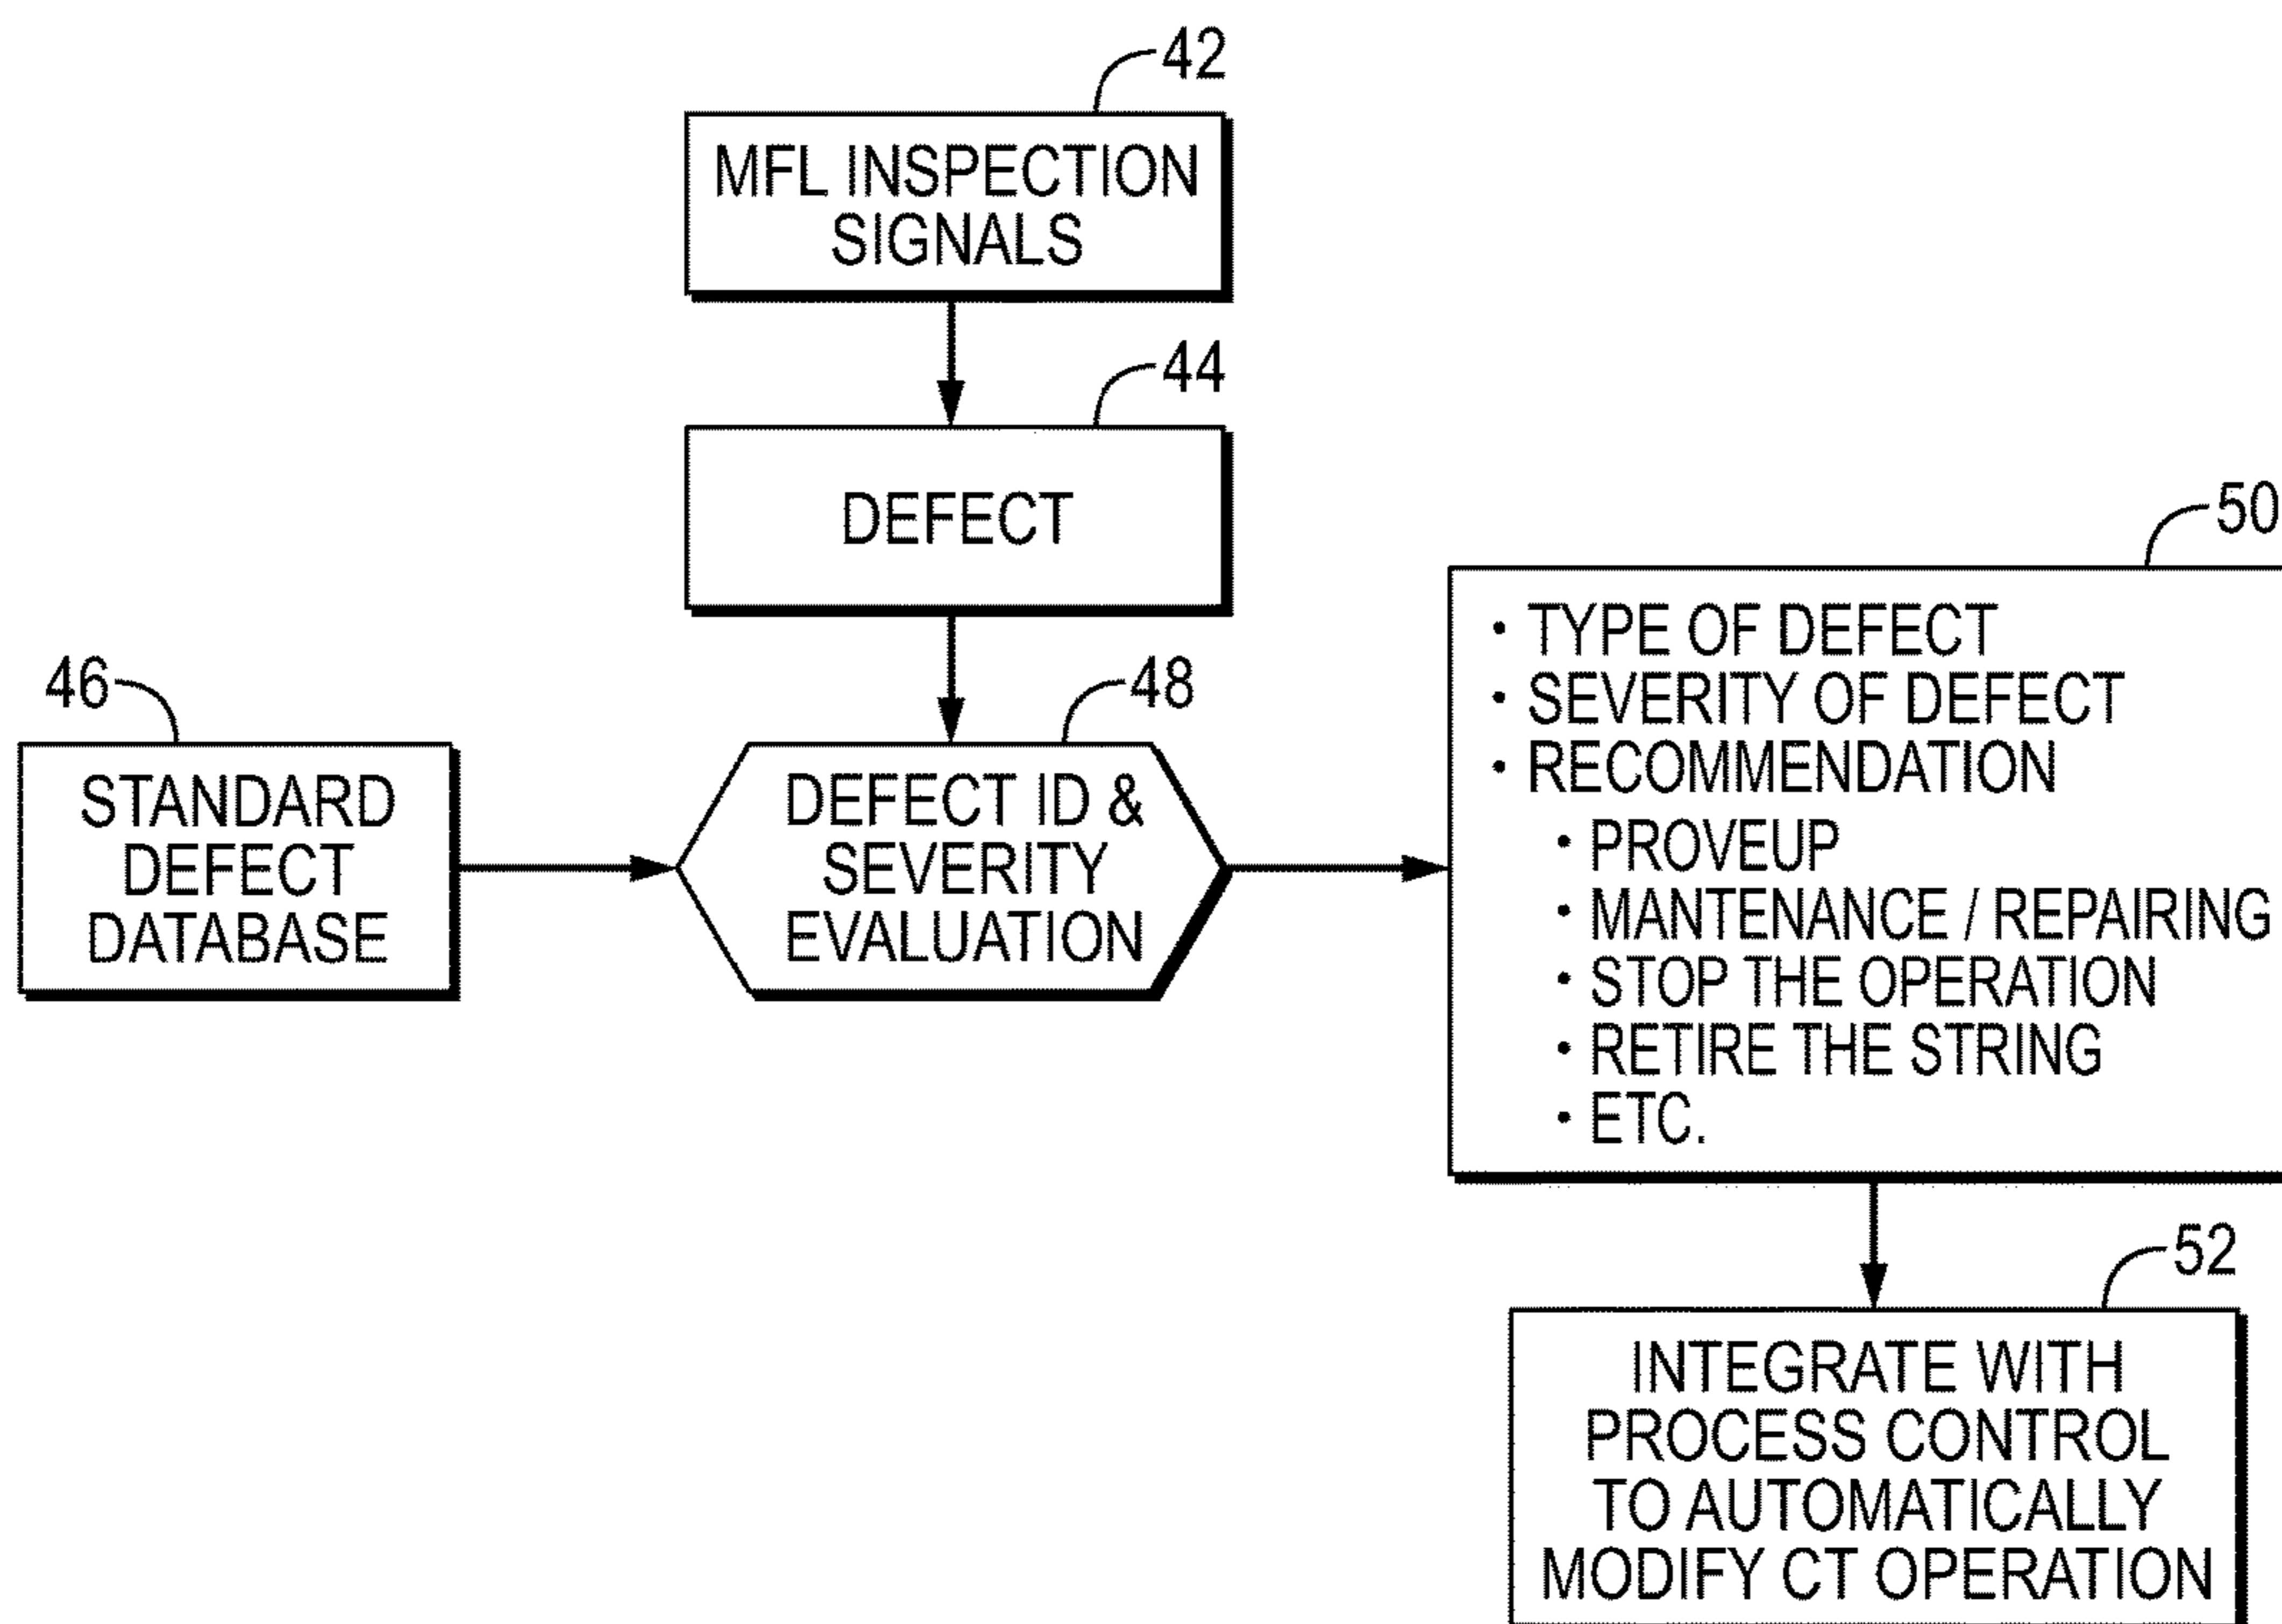 42
MFL INSPECTION
SIGNALS
44
DEFECT
46
STANDARD
DEFECT
DATABASE
48
DEFECT ID &
SEVERITY
EVALUATION
50
• TYPE OF DEFECT
• SEVERITY OF DEFECT
• RECOMMENDATION
• PROVEUP
• MANTENANCE / REPAIRING
• STOP THE OPERATION
• RETIRE THE STRING
• ETC.
52
INTEGRATE WITH
PROCESS CONTROL
TO AUTOMATICALLY
MODIFY CT OPERATION